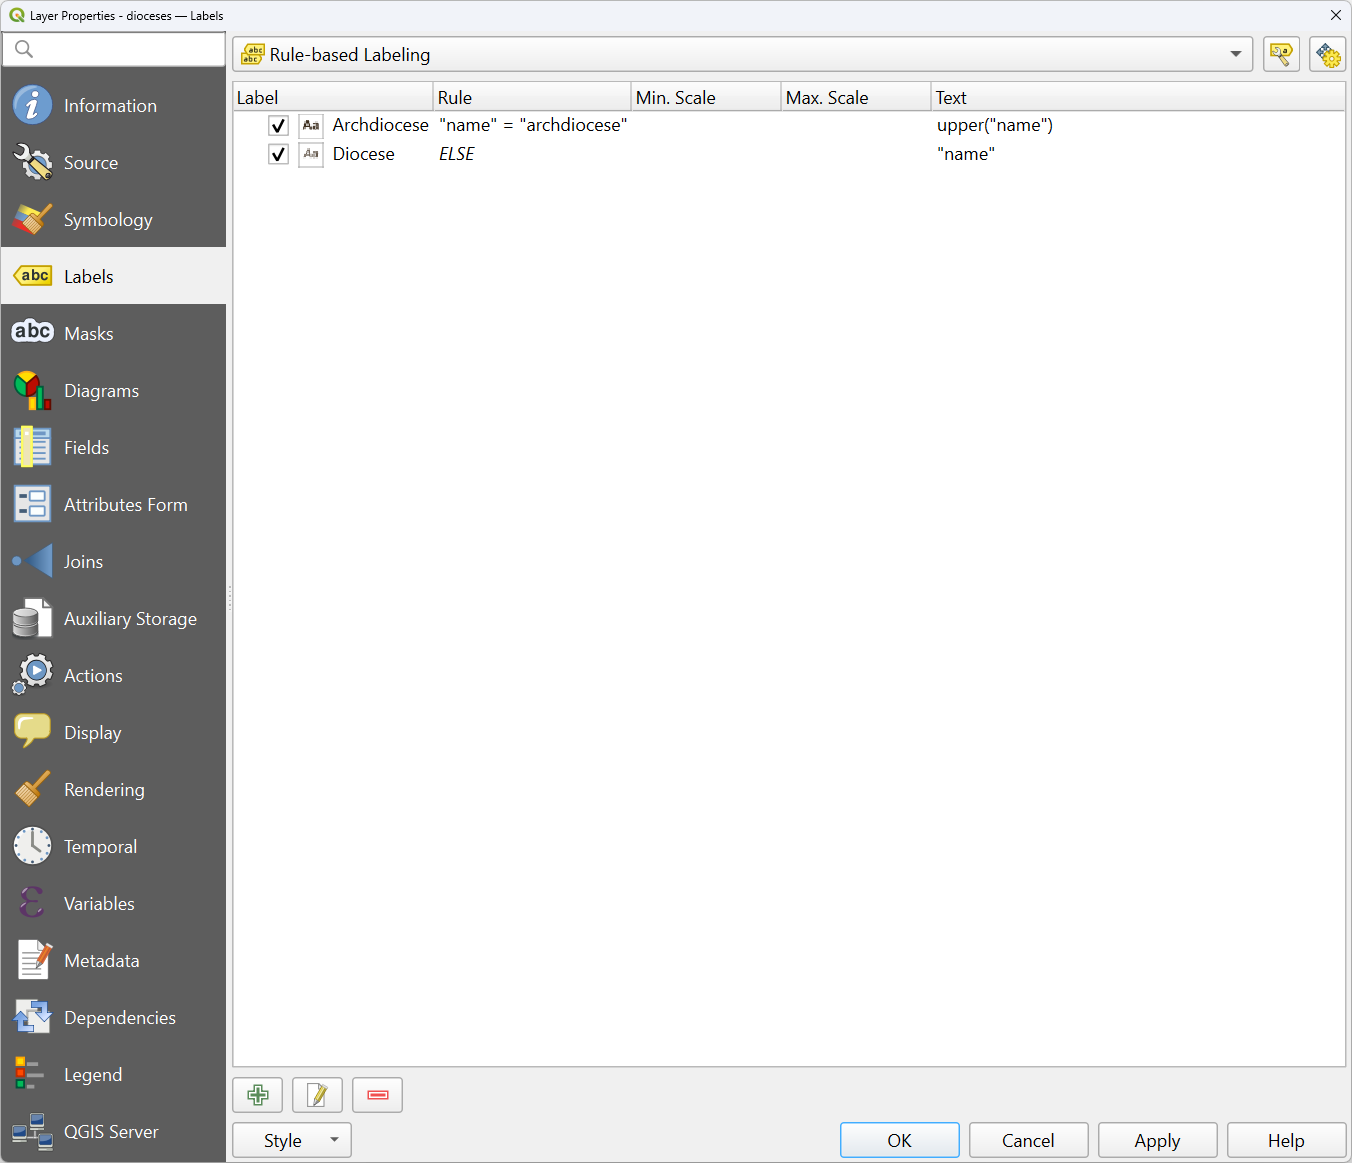 Layer Properties - dioceses — Labels
Rule-based Labeling
Information
Source
Symbology
Labels
Masks
Diagrams
Fields
Attributes Form
Joins
Auxiliary Storage
Actions
Display
Rendering
Temporal
Variables
Metadata
Dependencies
Legend
QGIS Server
Label Rule Min. Scale Max. Scale Text
Aa Archdiocese "name" = "archdiocese" upper("name")
Aa Diocese ELSE "name"
Style
OK Cancel Apply Help